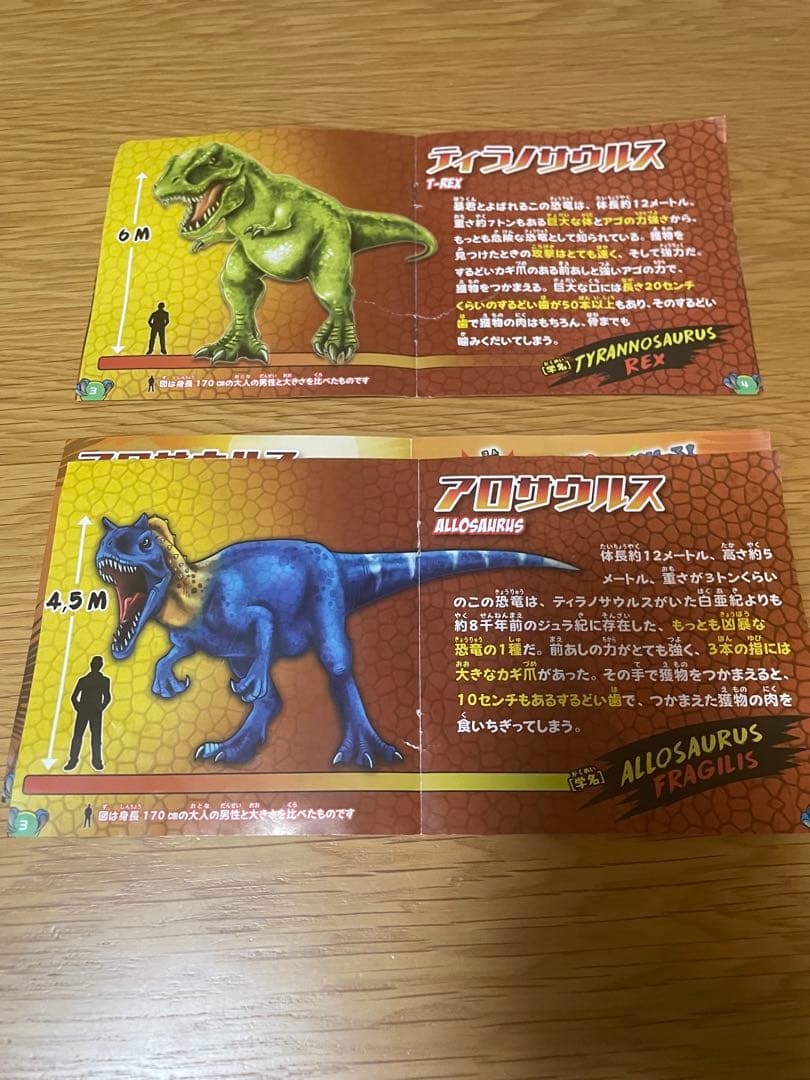 ティラノサウルス
T-REX
6M
暴君とよばれるこの恐竜は、体長約12メートル、
重さ約7トンもある巨大な体とアゴの力強さから、
もっとも危険な恐竜として知られている。獲物を
見つけたときの攻撃はとても速く、そして強力だ。
するどいカギ爪のある前あしと強いアゴの力で、
獲物をつかまえる。巨大な口には長さ20センチ
くらいのするどい歯が50本以上もあり、そのするどい
歯で獲物の肉はもちろん、骨までも
噛みくだいてしまう。
[学名] TYRANNOSAURUS
REX
3
図は身長170㎝の大人の男性と大きさを比べたものです
4
アロサウルス
アロサウルス
ALLOSAURUS
4,5M
体長約12メートル、高さ約5
メートル、重さが3トンくらい
のこの恐竜は、ティラノサウルスがいた白亜紀よりも
約8千年前のジュラ紀に存在した、もっとも凶暴な
恐竜の1種だ。前あしの力がとても強く、3本の指には
大きなカギ爪があった。その手で獲物をつかまえると、
10センチもあるするどい歯で、つかまえた獲物の肉を
食いちぎってしまう。
[学名] ALLOSAURUS
FRAGILIS
3
図は身長170㎝の大人の男性と大きさを比べたものです